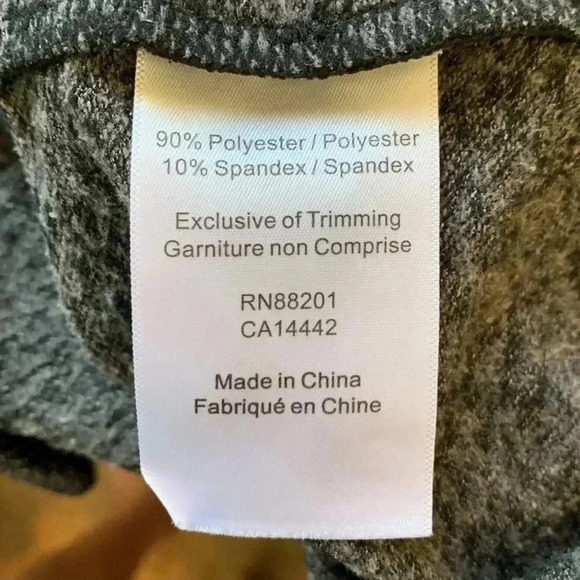 90% Polyester / Polyester
10% Spandex / Spandex
Exclusive of Trimming
Garniture non Comprise
RN88201
CA14442
Made in China
Fabriqué en Chine